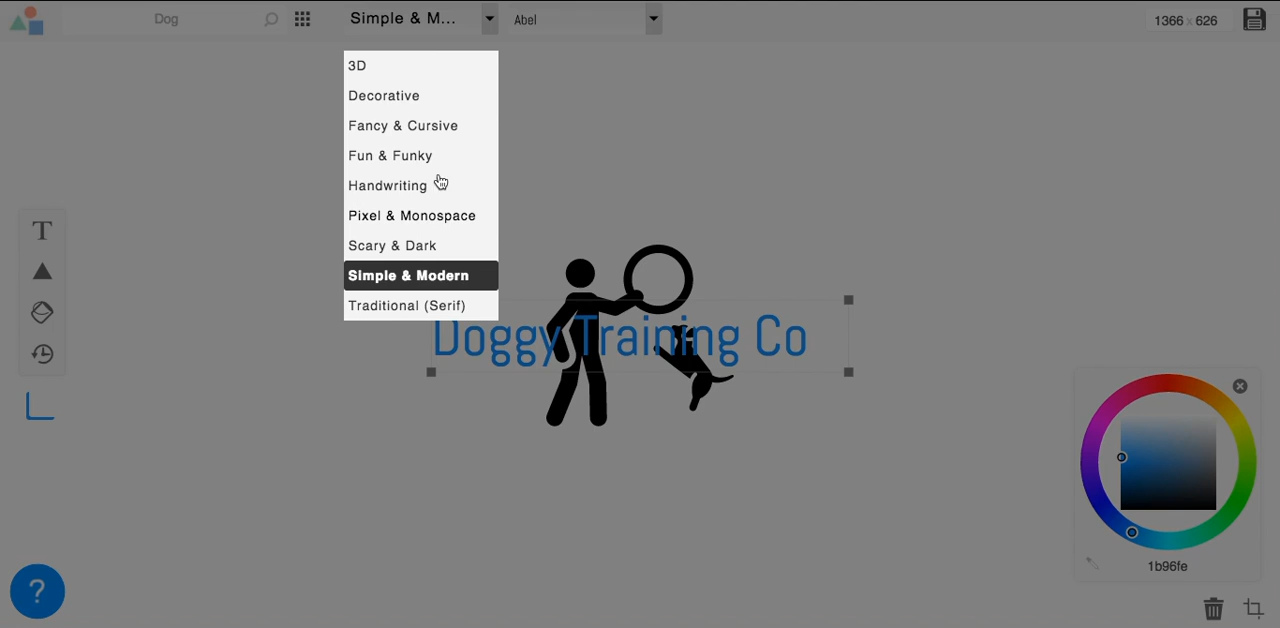 Dog
Simple & M...
Abel
1366 x 626
3D
Decorative
Fancy & Cursive
Fun & Funky
Handwriting
Pixel & Monospace
Scary & Dark
Simple & Modern
Traditional (Serif)
T
Doggy Training Co
1b96fe
?